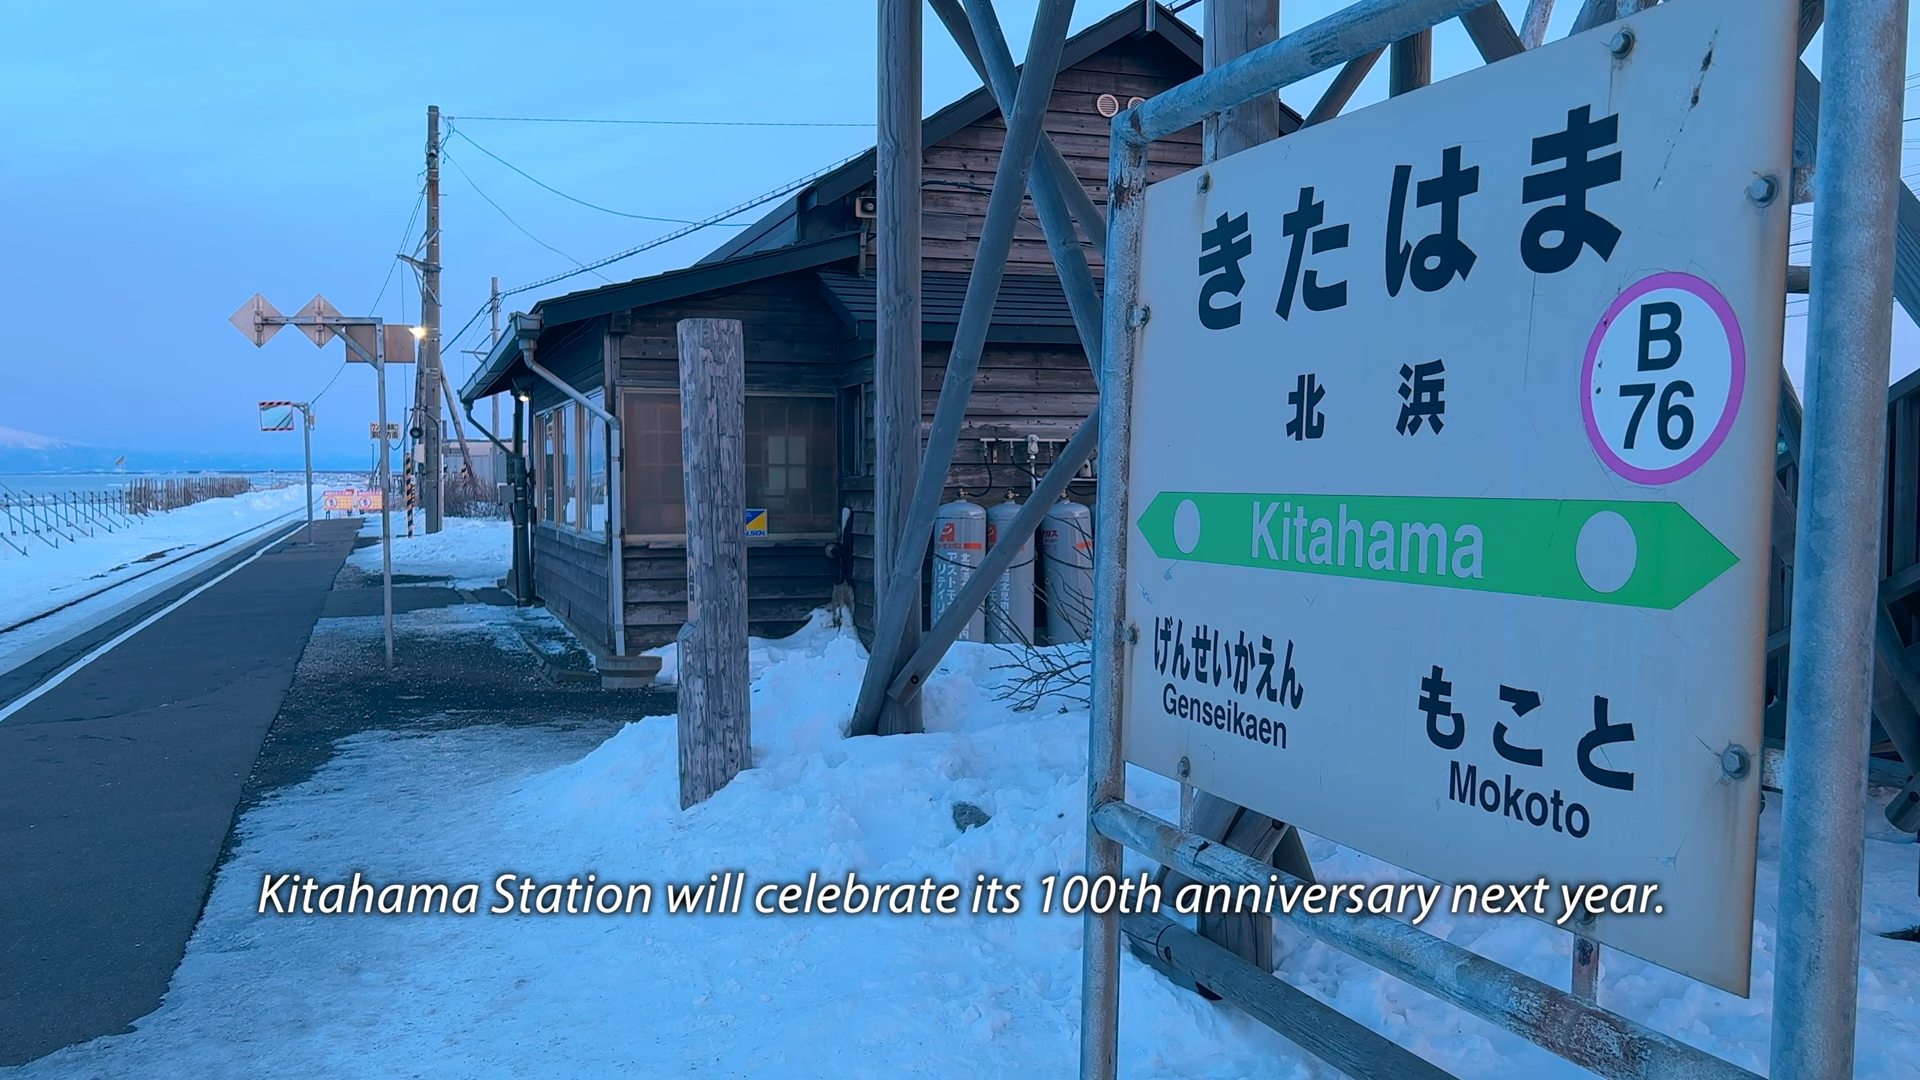 きたはま
北 浜
B
76
Kitahama
げんせいかえん
Genseikaen
もこと
Mokoto
Kitahama Station will celebrate its 100th anniversary next year.